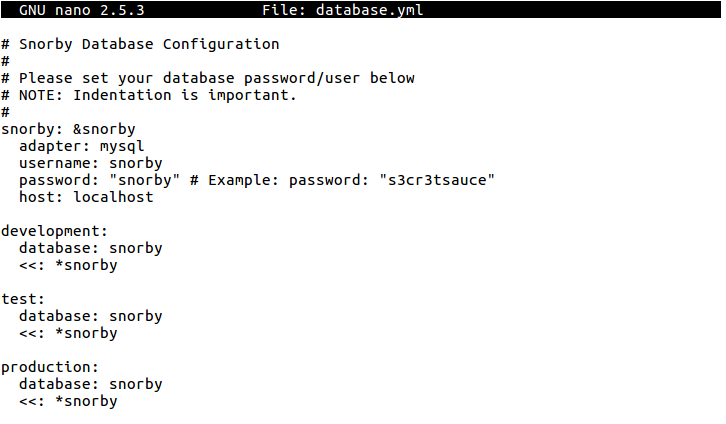 GNU nano 2.5.3 File: database.yml
# Snorby Database Configuration
#
# Please set your database password/user below
# NOTE: Indentation is important.
#
snorby: &snorby
  adapter: mysql
  username: snorby
  password: "snorby" # Example: password: "s3cr3tsauce"
  host: localhost
development:
  database: snorby
  <<: *snorby
test:
  database: snorby
  <<: *snorby
production:
  database: snorby
  <<: *snorby